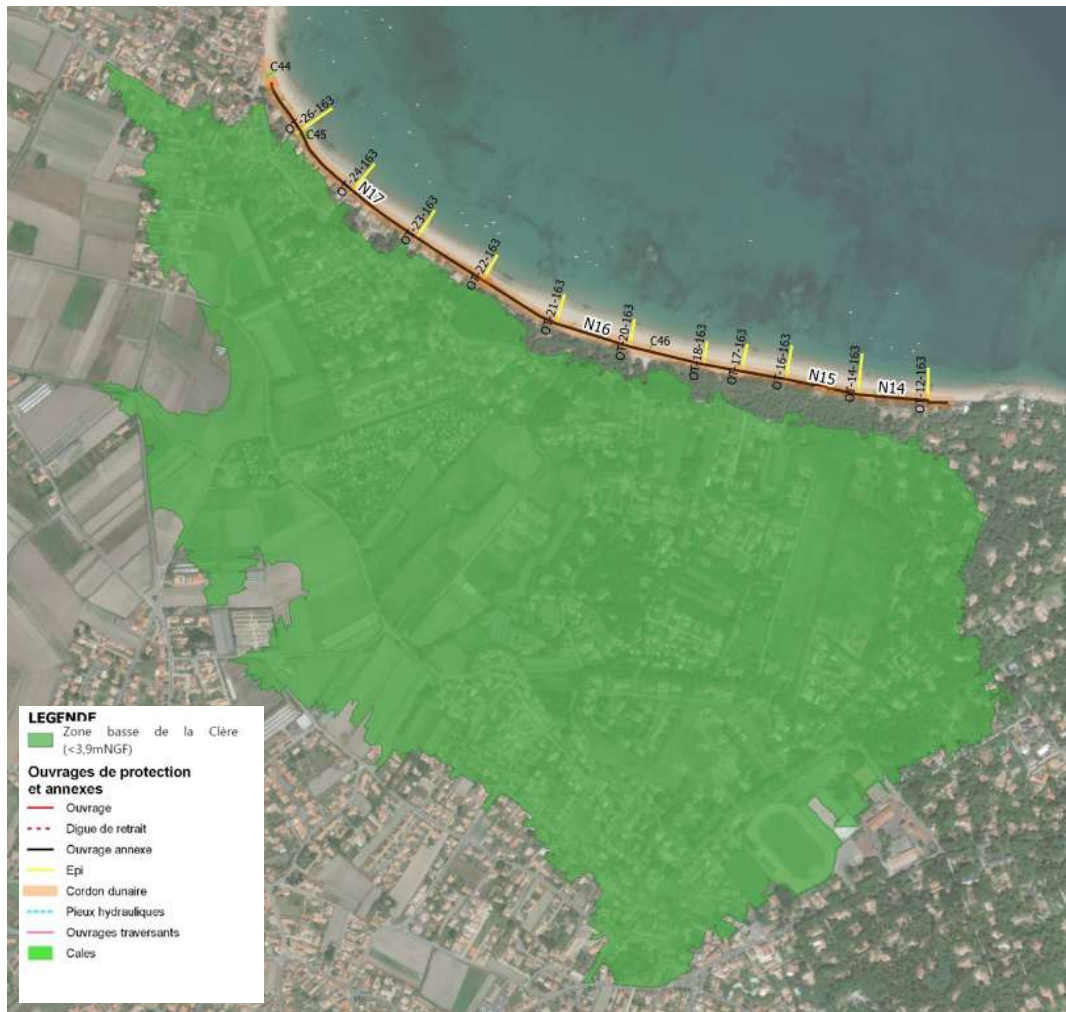 C44
OT-26-163
C45
OT-24-163
N17
OT-23-163
OT-22-163
OT-21-163
N16
OT-20-163
C46
OT-18-163
OT-17-163
OT-16-163
N15
OT-14-163
N14
OT-12-163
LEGENDE
Zone basse de la Clère
(<3,9mNGF)
Ouvrages de protection
et annexes
Ouvrage
Digue de retrait
Ouvrage annexe
Epi
Cordon dunaire
Pieux hydrauliques
Ouvrages traversants
Cales